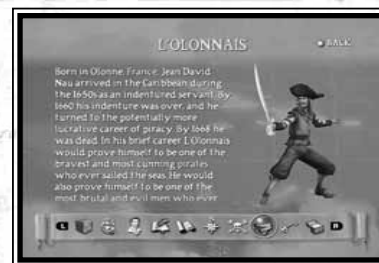 L'OLONNAIS
BACK
Born in Olonne, France, Jean David
Nau arrived in the Caribbean during
the 1650s as an indentured servant. By
1660 his indenture was over, and he
turned to the potentially more
lucrative career of piracy. By 1668 he
was dead. In his brief career L'Olonnais
would prove himself to be one of the
bravest and most cunning pirates
who ever sailed the seas. He would
also prove himself to be one of the
most brutal and evil men who ever
L R